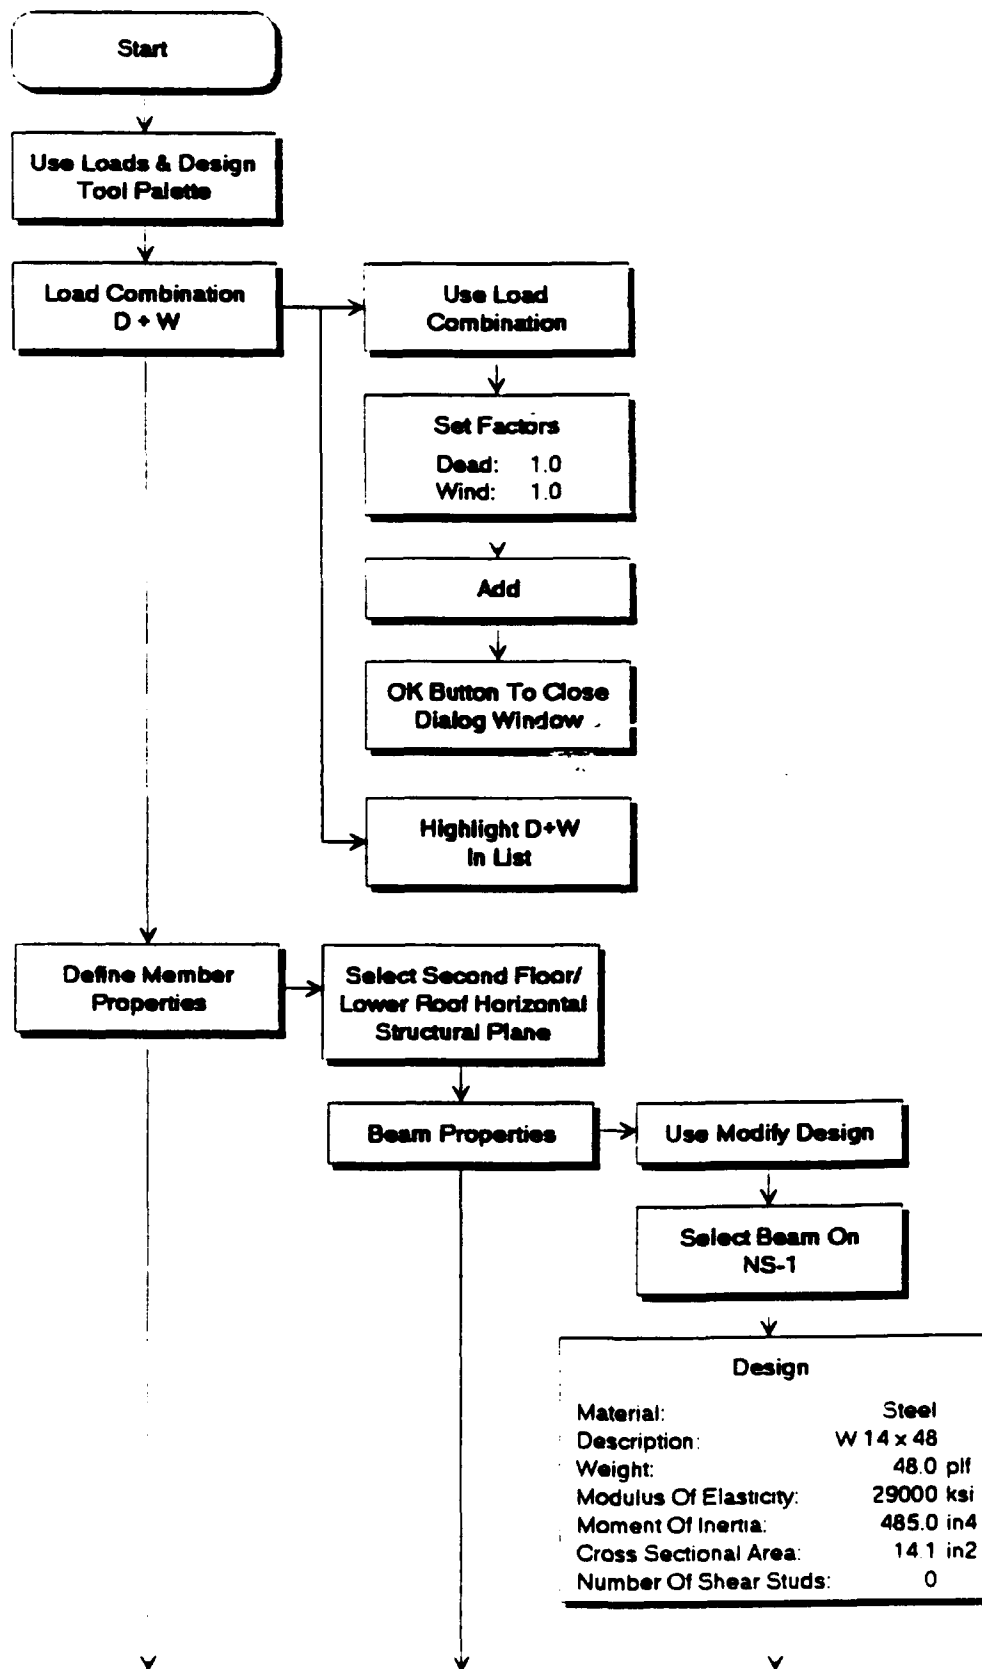 Start
Use Loads & Design
Tool Palette
Load Combination
D + W
Use Load
Combination
Set Factors
Dead: 1.0
Wind: 1.0
Add
OK Button To Close
Dialog Window
Highlight D+W
In List
Define Member
Properties
Select Second Floor/
Lower Roof Horizontal
Structural Plane
Beam Properties
Use Modify Design
Select Beam On
NS-1
Design
Material: Steel
Description: W 14 x 48
Weight: 48.0 plf
Modulus Of Elasticity: 29000 ksi
Moment Of Inertia: 485.0 in4
Cross Sectional Area: 14.1 in2
Number Of Shear Studs: 0